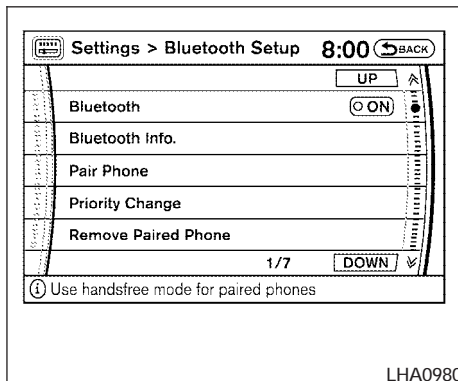 Settings > Bluetooth Setup 8:00 BACK
UP
Bluetooth ON
Bluetooth Info.
Pair Phone
Priority Change
Remove Paired Phone
1/7 DOWN
i Use handsfree mode for paired phones
LHA0980